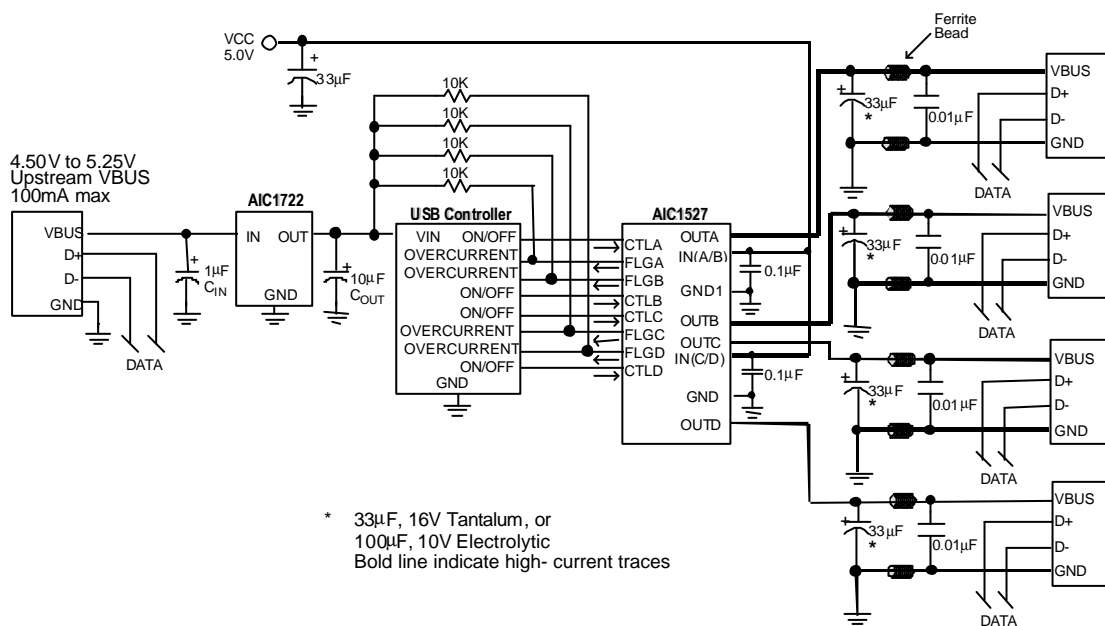 VCC
5.0V
+
33µF
10K
10K
10K
10K
Ferrite
Bead
4.50V to 5.25V
Upstream VBUS
100mA max
VBUS
D+
D-
GND
DATA
+
1µF
CIN
AIC1722
IN OUT
GND
+
10µF
COUT
USB Controller
VIN
ON/OFF
OVERCURRENT
OVERCURRENT
ON/OFF
ON/OFF
OVERCURRENT
OVERCURRENT
ON/OFF
GND
AIC1527
CTLA
FLGA
FLGB
CTLB
CTLC
FLGC
FLGD
CTLD
OUTA
IN(A/B)
GND1
OUTB
OUTC
IN(C/D)
GND
OUTD
0.1µF
0.1µF
+
33µF
*
0.01µF
VBUS
D+
D-
GND
DATA
+
33µF
*
0.01µF
VBUS
D+
D-
GND
DATA
+
33µF
*
0.01µF
VBUS
D+
D-
GND
DATA
+
33µF
*
0.01µF
VBUS
D+
D-
GND
DATA
* 33µF, 16V Tantalum, or
100µF, 10V Electrolytic
Bold line indicate high- current traces